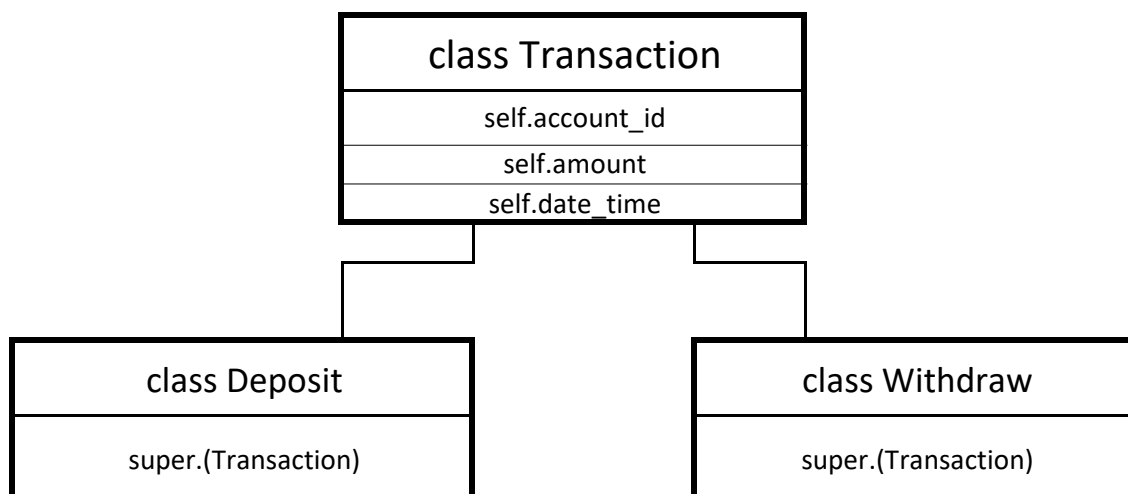 class Transaction
self.account_id
self.amount
self.date_time
class Deposit
super.(Transaction)
class Withdraw
super.(Transaction)